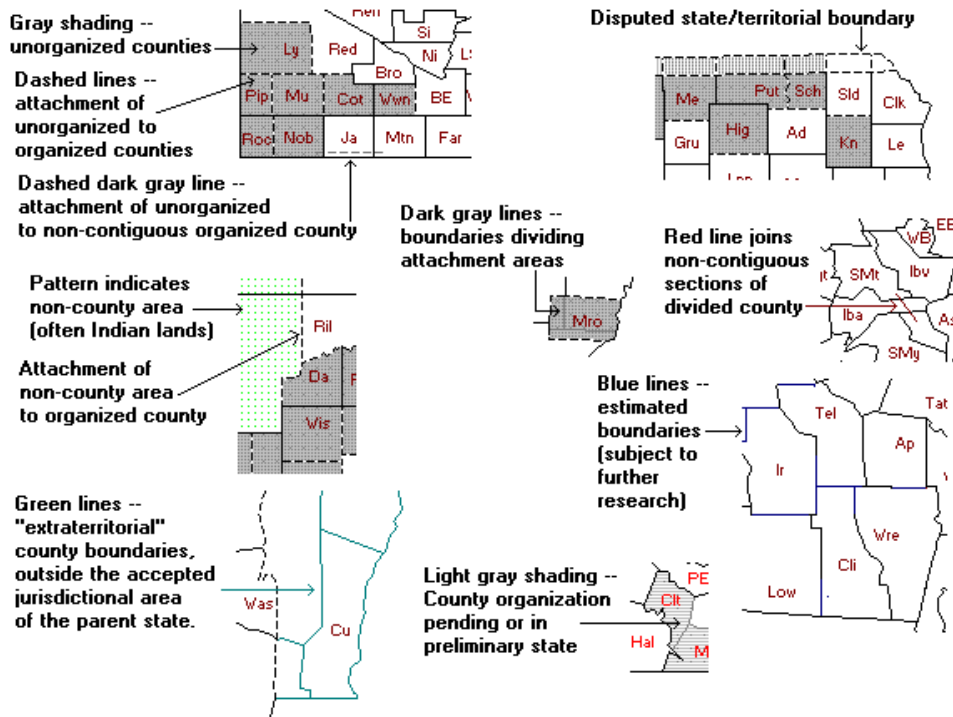 Gray shading --
unorganized counties
Dashed lines --
attachment of
unorganized to
organized counties
Dashed dark gray line --
attachment of unorganized
to non-contiguous organized county
Ren
Si
Ly
Red
Ni
LS
Bro
Pip
Mu
Cot
Wwn
BE
Roc
Nob
Ja
Mtn
Far
Disputed state/territorial boundary
Me
Put
Sch
Sld
Clk
Gru
Hig
Ad
Kn
Le
Dark gray lines --
boundaries dividing
attachment areas
Mro
Red line joins
non-contiguous
sections of
divided county
EB
WB
SMt
Ibv
Iba
As
SMy
Pattern indicates
non-county area
(often Indian lands)
Attachment of
non-county area
to organized county
Ril
Da
Wis
Blue lines --
estimated
boundaries
(subject to
further
research)
Tel
Tat
Ir
Ap
Wre
Cli
Low
Green lines --
"extraterritorial"
county boundaries,
outside the accepted
jurisdictional area
of the parent state.
Was
Cu
Light gray shading --
County organization
pending or in
preliminary state
PE
Clt
Hal
M